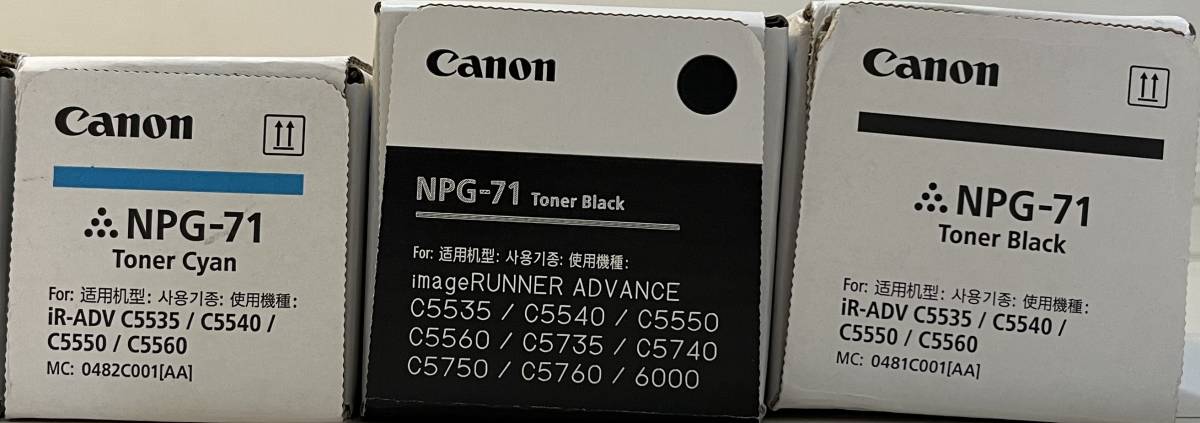 Canon
NPG-71
Toner Cyan
For: 适用机型: 사용기종: 使用機種:
iR-ADV C5535 / C5540 /
C5550 / C5560
MC: 0482C001[AA]
Canon
NPG-71 Toner Black
For: 适用机型: 사용기종: 使用機種:
imageRUNNER ADVANCE
C5535 / C5540 / C5550
C5560 / C5735 / C5740
C5750 / C5760 / 6000
Canon
NPG-71
Toner Black
For: 适用机型: 사용기종: 使用機種:
iR-ADV C5535 / C5540 /
C5550 / C5560
MC: 0481C001[AA]